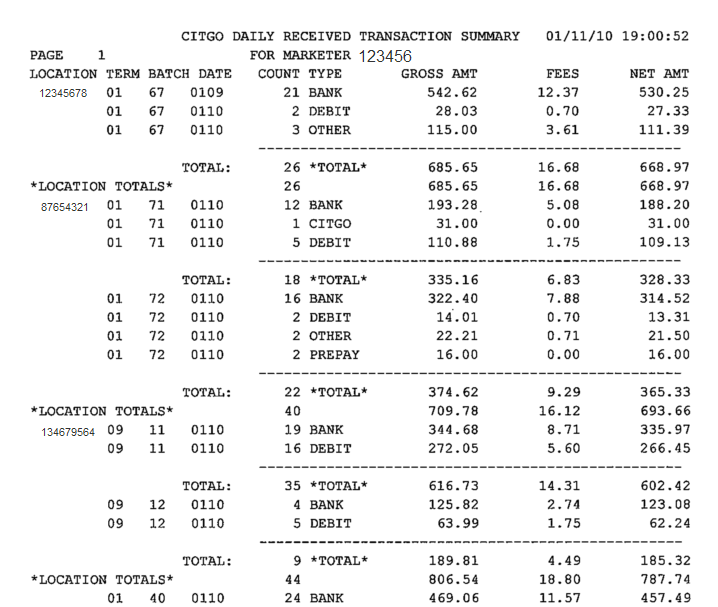 CITGO DAILY RECEIVED TRANSACTION SUMMARY 01/11/10 19:00:52
PAGE 1 FOR MARKETER 123456
LOCATION TERM BATCH DATE COUNT TYPE GROSS AMT FEES NET AMT
12345678 01 67 0109 21 BANK 542.62 12.37 530.25
01 67 0110 2 DEBIT 28.03 0.70 27.33
01 67 0110 3 OTHER 115.00 3.61 111.39
TOTAL: 26 *TOTAL* 685.65 16.68 668.97
*LOCATION TOTALS* 26 685.65 16.68 668.97
87654321 01 71 0110 12 BANK 193.28 5.08 188.20
01 71 0110 1 CITGO 31.00 0.00 31.00
01 71 0110 5 DEBIT 110.88 1.75 109.13
TOTAL: 18 *TOTAL* 335.16 6.83 328.33
01 72 0110 16 BANK 322.40 7.88 314.52
01 72 0110 2 DEBIT 14.01 0.70 13.31
01 72 0110 2 OTHER 22.21 0.71 21.50
01 72 0110 2 PREPAY 16.00 0.00 16.00
TOTAL: 22 *TOTAL* 374.62 9.29 365.33
*LOCATION TOTALS* 40 709.78 16.12 693.66
134679564 09 11 0110 19 BANK 344.68 8.71 335.97
09 11 0110 16 DEBIT 272.05 5.60 266.45
TOTAL: 35 *TOTAL* 616.73 14.31 602.42
09 12 0110 4 BANK 125.82 2.74 123.08
09 12 0110 5 DEBIT 63.99 1.75 62.24
TOTAL: 9 *TOTAL* 189.81 4.49 185.32
*LOCATION TOTALS* 44 806.54 18.80 787.74
01 40 0110 24 BANK 469.06 11.57 457.49